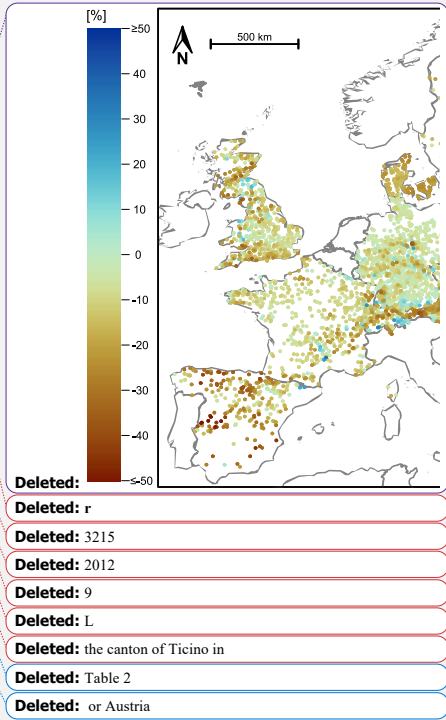 [%]
≥50
40
30
20
10
0
-10
-20
-30
-40
≤-50
500 km
N
Deleted:
Deleted: r
Deleted: 3215
Deleted: 2012
Deleted: 9
Deleted: L
Deleted: the canton of Ticino in
Deleted: Table 2
Deleted: or Austria